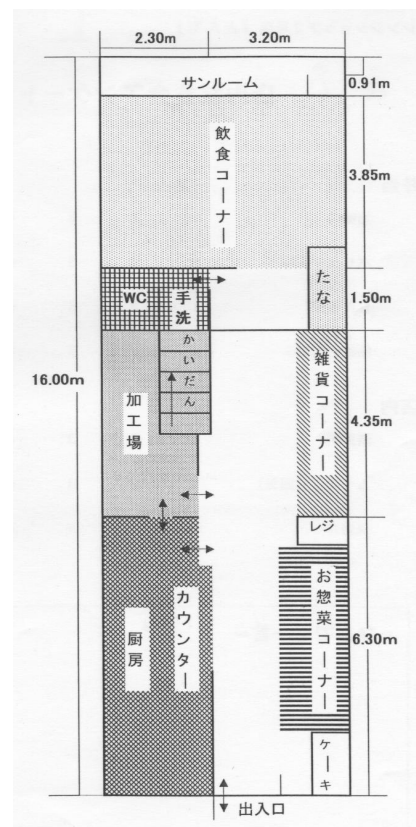 2.30m
3.20m
サンルーム
0.91m
飲食コーナー
3.85m
WC
手洗
たな
1.50m
かいだん
16.00m
加工場
雑貨コーナー
4.35m
レジ
厨房
カウンター
お惣菜コーナー
6.30m
ケーキ
出入口